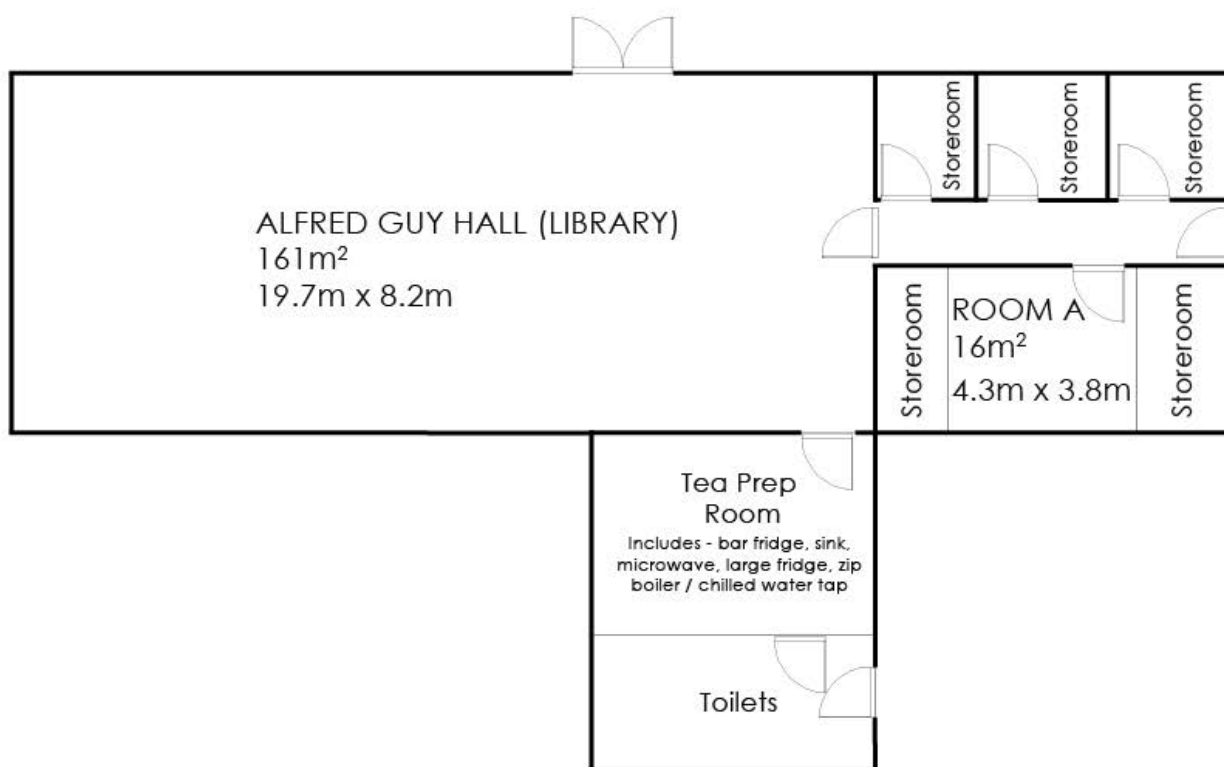 Storeroom
Storeroom
Storeroom
ALFRED GUY HALL (LIBRARY)
161m²
19.7m x 8.2m
Storeroom
ROOM A
16m²
4.3m x 3.8m
Storeroom
Tea Prep
Room
Includes - bar fridge, sink,
microwave, large fridge, zip
boiler / chilled water tap
Toilets